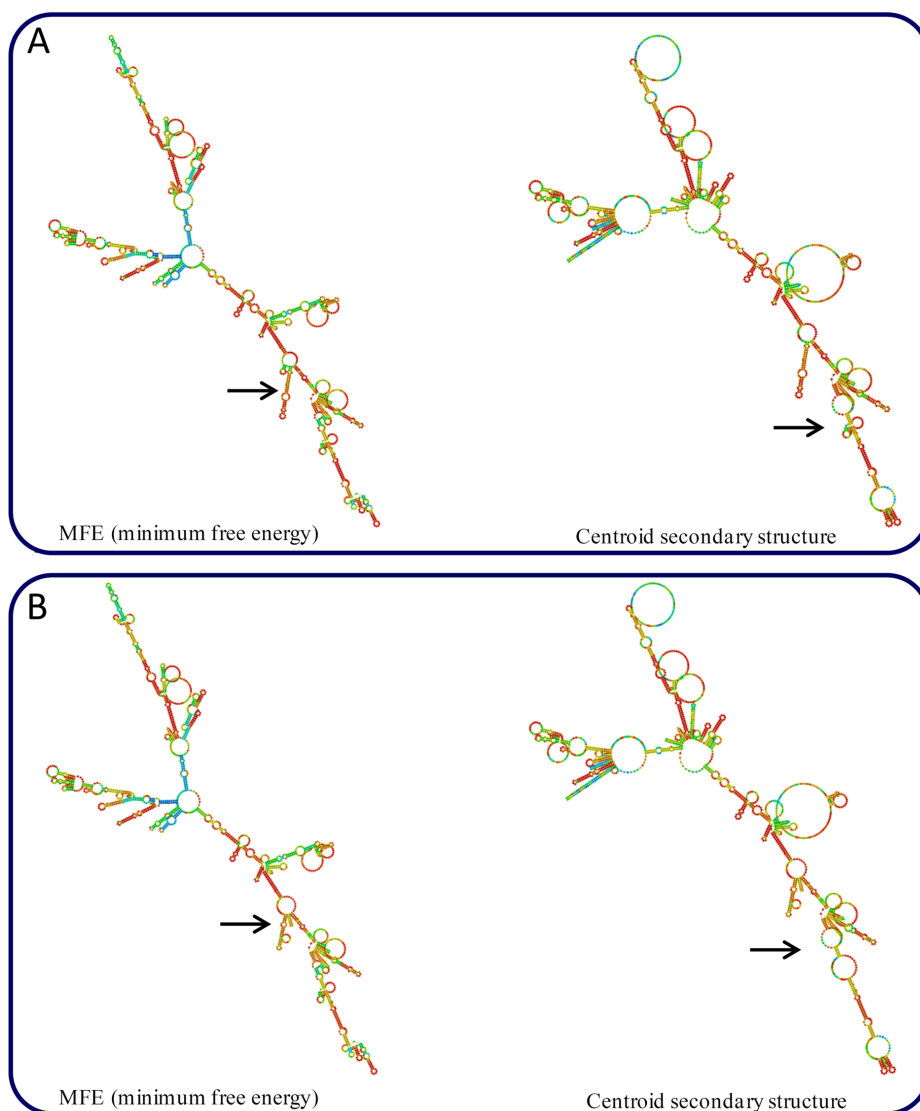 A
MFE (minimum free energy)
Centroid secondary structure
B
MFE (minimum free energy)
Centroid secondary structure